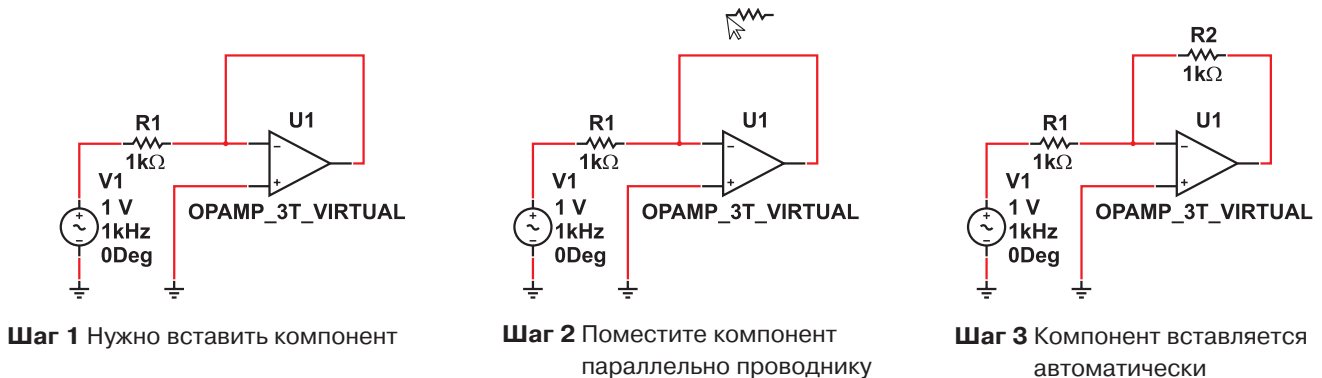 R1
1kΩ
U1
V1
1 V
1kHz
0Deg
OPAMP_3T_VIRTUAL
Шаг 1 Нужно вставить компонент
R1
1kΩ
U1
V1
1 V
1kHz
0Deg
OPAMP_3T_VIRTUAL
Шаг 2 Поместите компонент
параллельно проводнику
R2
1kΩ
R1
1kΩ
U1
V1
1 V
1kHz
0Deg
OPAMP_3T_VIRTUAL
Шаг 3 Компонент вставляется
автоматически